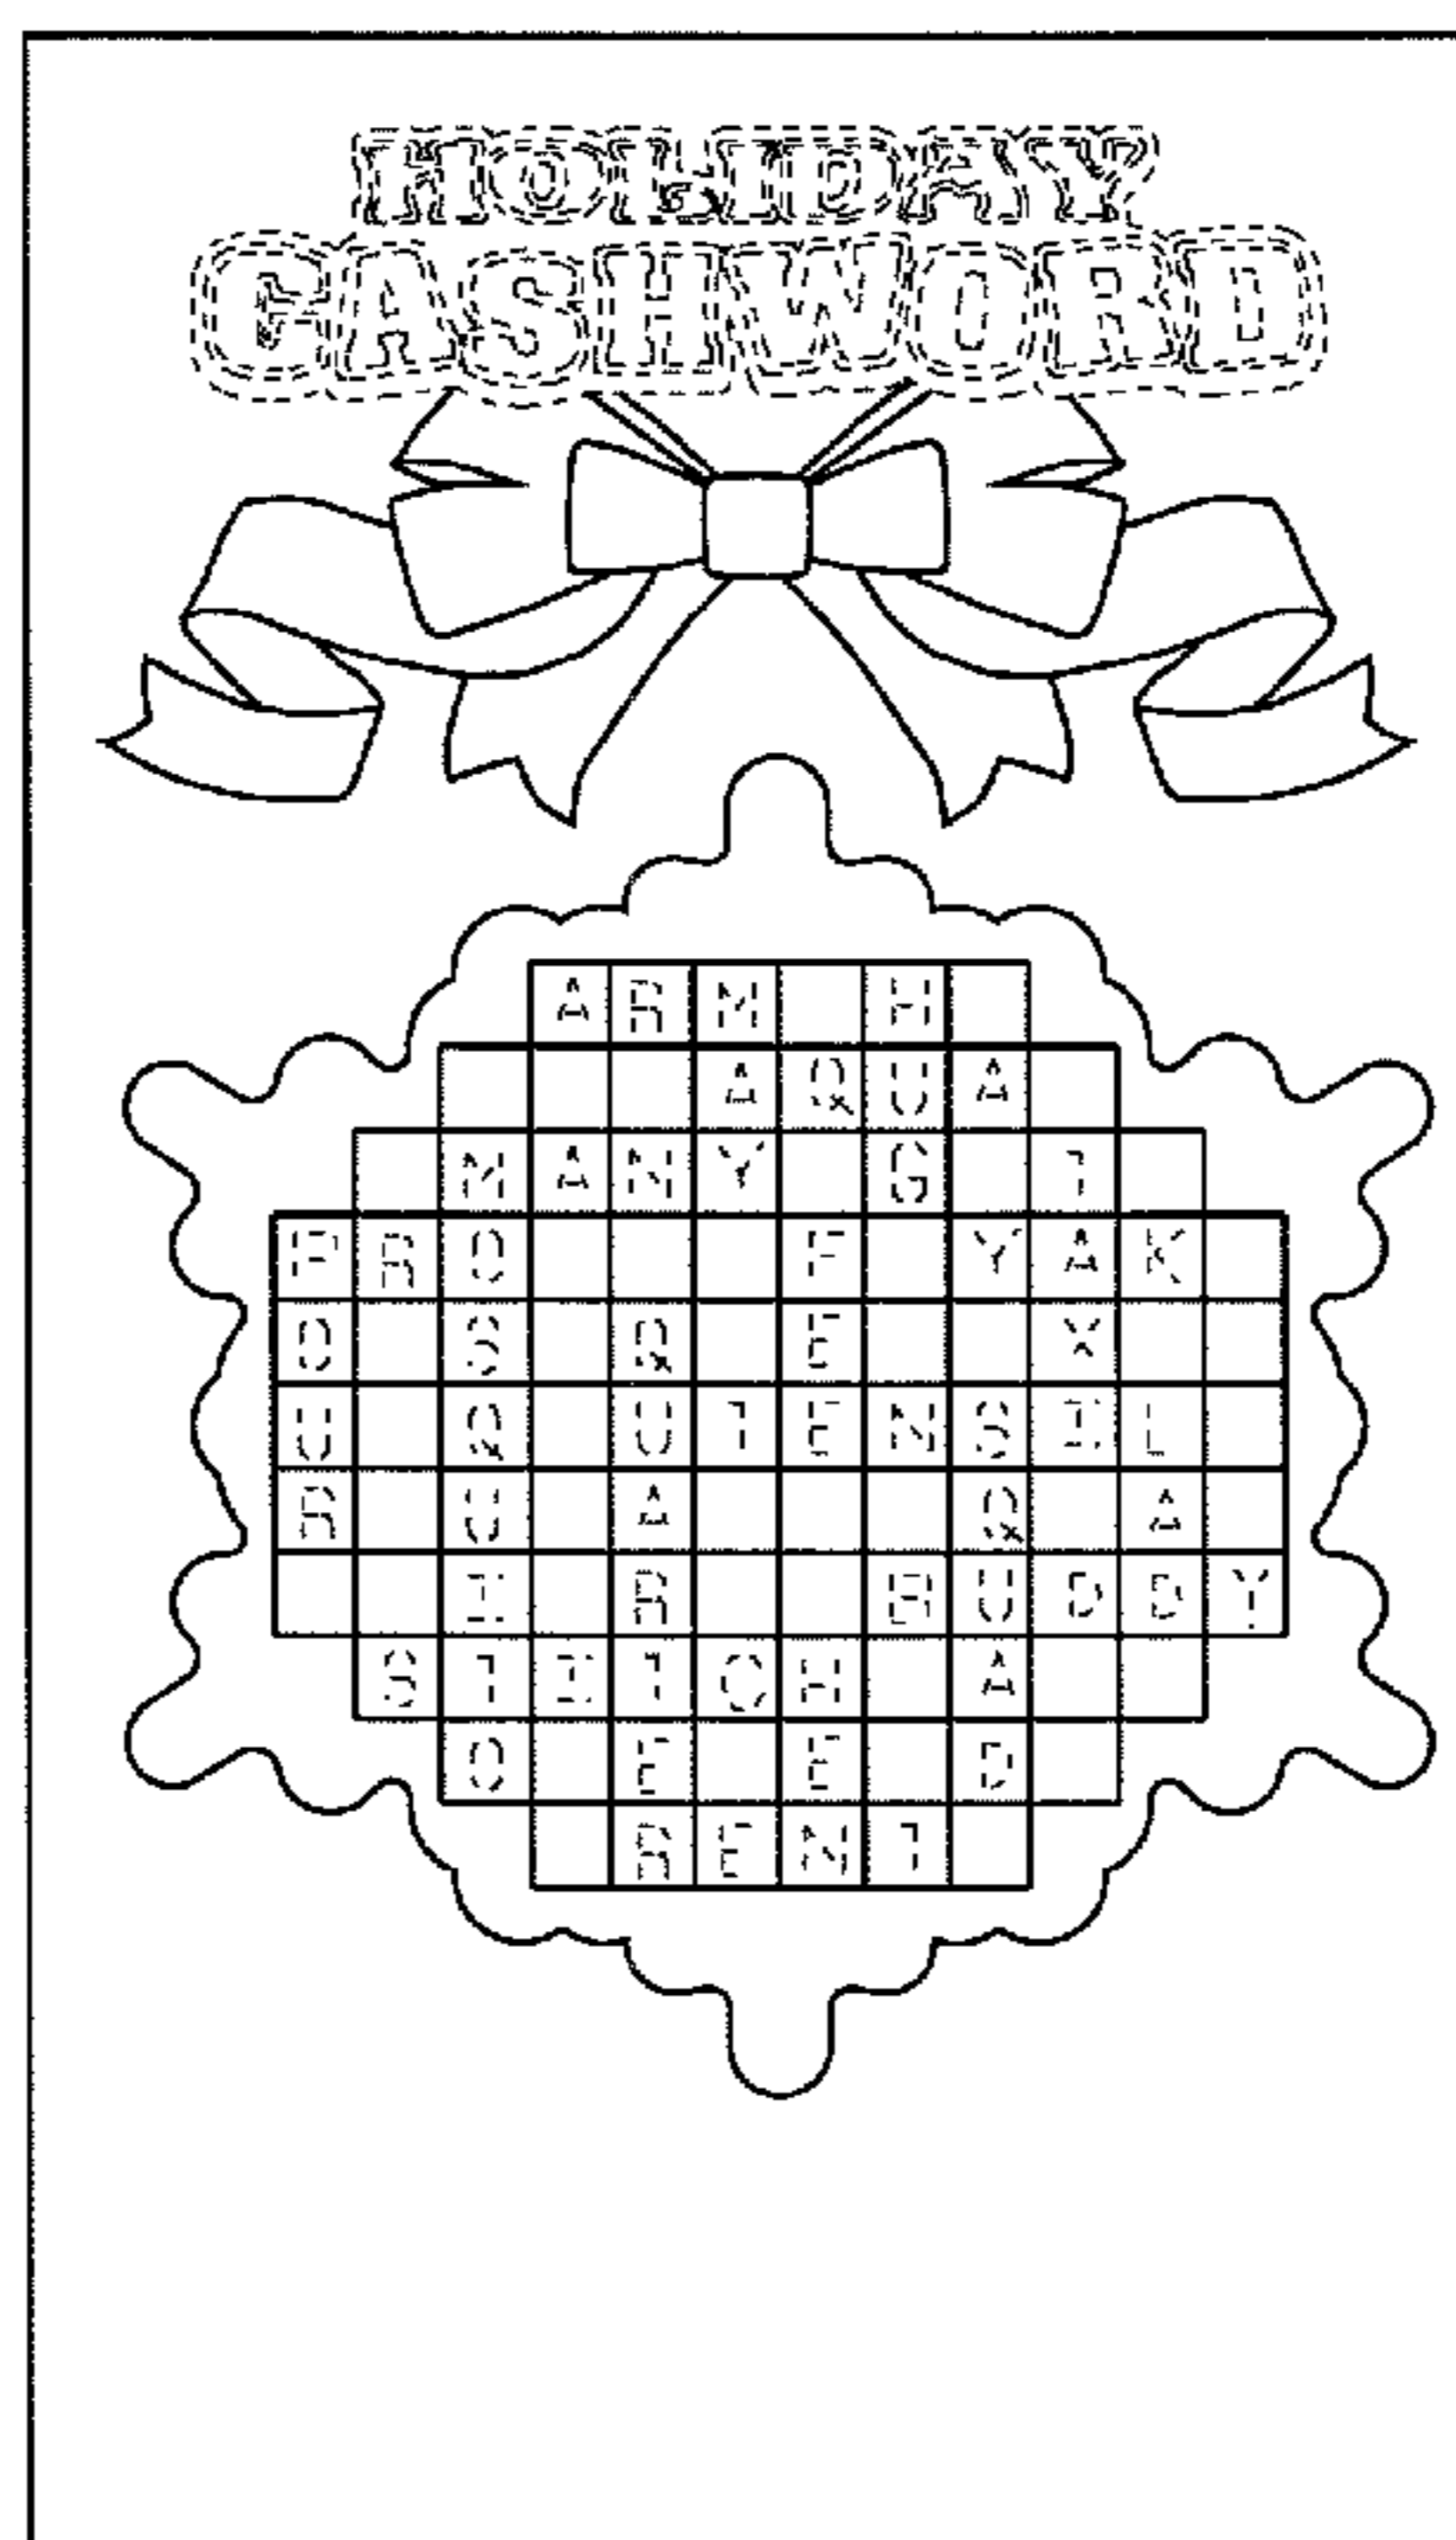 HOLIDAY
CASHWORD
A R M H
A Q U A
M A N Y G T
P R O F Y A K
O S Q E X
U Q U T E N S I L
R U A Q A
I R B U D D Y
S T I T C H A
O E E D
R E N T